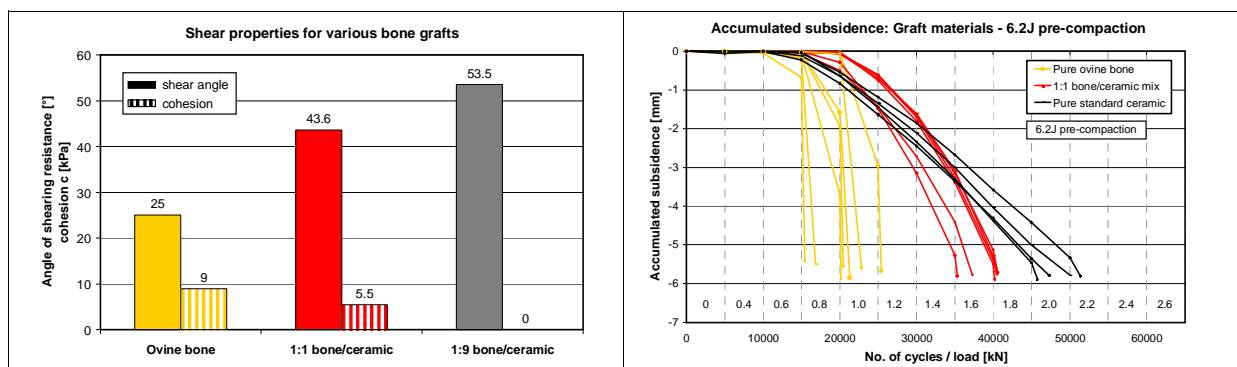 Shear properties for various bone grafts
Angle of shearing resistance [°]
cohesion c [kPa]
60
50
40
30
20
10
0
shear angle
cohesion
25
9
43.6
5.5
53.5
0
Ovine bone
1:1 bone/ceramic
1:9 bone/ceramic
Accumulated subsidence: Graft materials - 6.2J pre-compaction
Accumulated subsidence [mm]
0
-1
-2
-3
-4
-5
-6
-7
Pure ovine bone
1:1 bone/ceramic mix
Pure standard ceramic
6.2J pre-compaction
0 0.4 0.6 0.8 1.0 1.2 1.4 1.6 1.8 2.0 2.2 2.4 2.6
0 10000 20000 30000 40000 50000 60000
No. of cycles / load [kN]